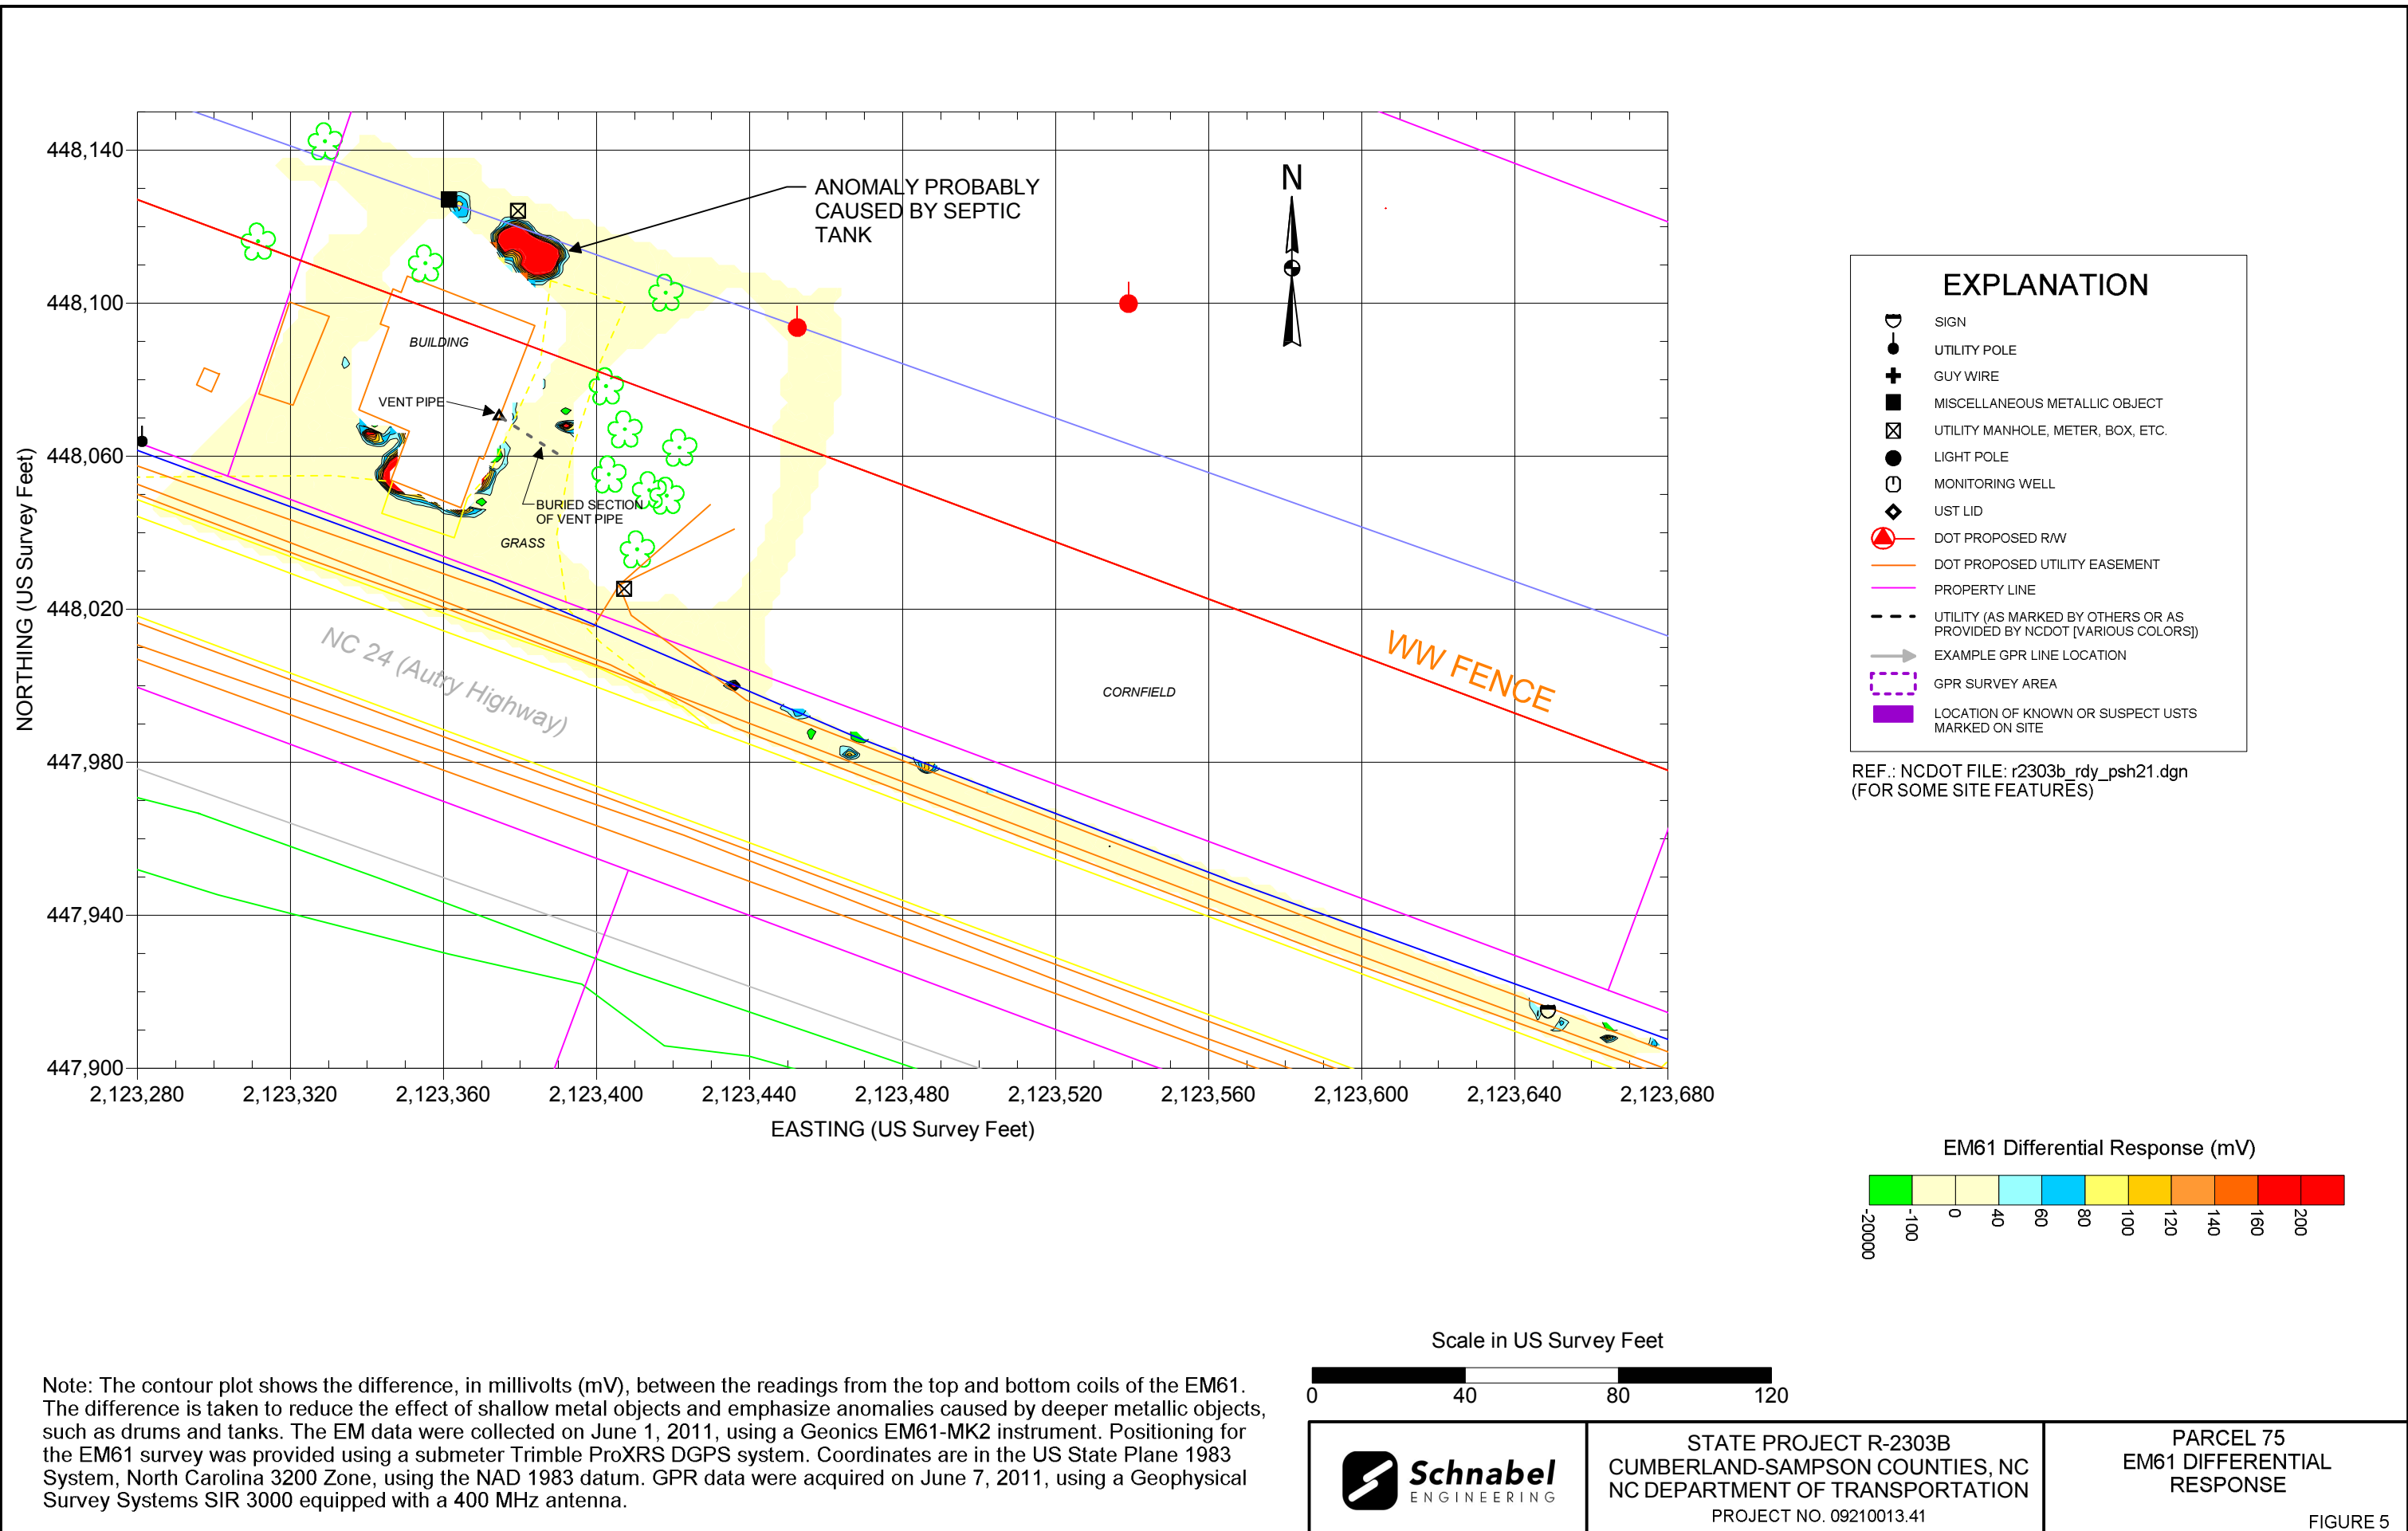 448,140
448,100
448,060
448,020
447,980
447,940
447,900
NORTHING (US Survey Feet)
2,123,280
2,123,320
2,123,360
2,123,400
2,123,440
2,123,480
2,123,520
2,123,560
2,123,600
2,123,640
2,123,680
EASTING (US Survey Feet)
ANOMALY PROBABLY
CAUSED BY SEPTIC
TANK
N
BUILDING
VENT PIPE
BURIED SECTION
OF VENT PIPE
GRASS
NC 24 (Autry Highway)
CORNFIELD
WW FENCE
EXPLANATION
SIGN
UTILITY POLE
GUY WIRE
MISCELLANEOUS METALLIC OBJECT
UTILITY MANHOLE, METER, BOX, ETC.
LIGHT POLE
MONITORING WELL
UST LID
DOT PROPOSED R/W
DOT PROPOSED UTILITY EASEMENT
PROPERTY LINE
UTILITY (AS MARKED BY OTHERS OR AS
PROVIDED BY NCDOT [VARIOUS COLORS])
EXAMPLE GPR LINE LOCATION
GPR SURVEY AREA
LOCATION OF KNOWN OR SUSPECT USTS
MARKED ON SITE
REF.: NCDOT FILE: r2303b_rdy_psh21.dgn
(FOR SOME SITE FEATURES)
EM61 Differential Response (mV)
-20000
-100
0
40
60
80
100
120
140
160
200
Scale in US Survey Feet
0
40
80
120
Note: The contour plot shows the difference, in millivolts (mV), between the readings from the top and bottom coils of the EM61.
The difference is taken to reduce the effect of shallow metal objects and emphasize anomalies caused by deeper metallic objects,
such as drums and tanks. The EM data were collected on June 1, 2011, using a Geonics EM61-MK2 instrument. Positioning for
the EM61 survey was provided using a submeter Trimble ProXRS DGPS system. Coordinates are in the US State Plane 1983
System, North Carolina 3200 Zone, using the NAD 1983 datum. GPR data were acquired on June 7, 2011, using a Geophysical
Survey Systems SIR 3000 equipped with a 400 MHz antenna.
Schnabel
ENGINEERING
STATE PROJECT R-2303B
CUMBERLAND-SAMPSON COUNTIES, NC
NC DEPARTMENT OF TRANSPORTATION
PROJECT NO. 09210013.41
PARCEL 75
EM61 DIFFERENTIAL
RESPONSE
FIGURE 5